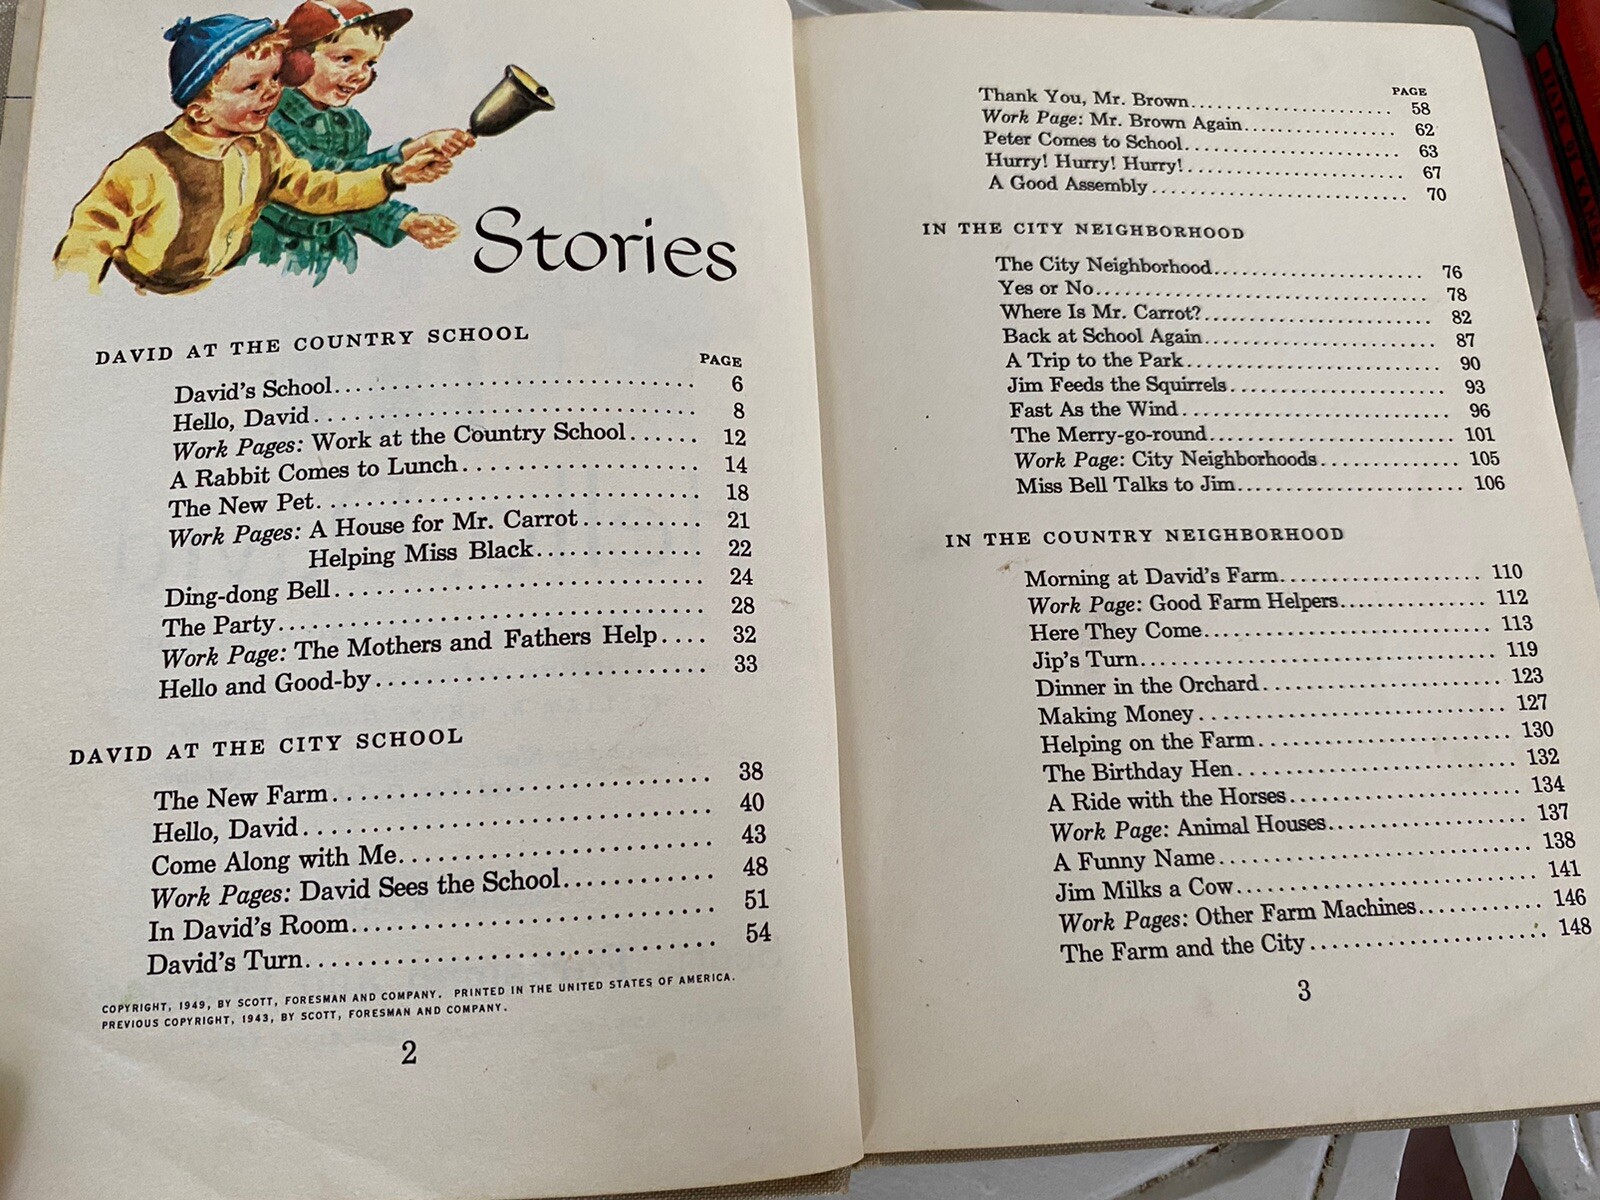 Stories
DAVID AT THE COUNTRY SCHOOL
PAGE
David's School 6
Hello, David 8
Work Pages: Work at the Country School 12
A Rabbit Comes to Lunch 14
The New Pet 18
Work Pages: A House for Mr. Carrot 21
Helping Miss Black 22
Ding-dong Bell 24
The Party 28
Work Page: The Mothers and Fathers Help 32
Hello and Good-by 33
DAVID AT THE CITY SCHOOL
The New Farm 38
Hello, David 40
Come Along with Me 43
Work Pages: David Sees the School 48
In David's Room 51
David's Turn 54
COPYRIGHT, 1949, BY SCOTT, FORESMAN AND COMPANY. PRINTED IN THE UNITED STATES OF AMERICA.
PREVIOUS COPYRIGHT, 1943, BY SCOTT, FORESMAN AND COMPANY.
2
PAGE
Thank You, Mr. Brown 58
Work Page: Mr. Brown Again 62
Peter Comes to School 63
Hurry! Hurry! Hurry! 67
A Good Assembly 70
IN THE CITY NEIGHBORHOOD
The City Neighborhood 76
Yes or No 78
Where Is Mr. Carrot? 82
Back at School Again 87
A Trip to the Park 90
Jim Feeds the Squirrels 93
Fast As the Wind 96
The Merry-go-round 101
Work Page: City Neighborhoods 105
Miss Bell Talks to Jim 106
IN THE COUNTRY NEIGHBORHOOD
Morning at David's Farm 110
Work Page: Good Farm Helpers 112
Here They Come 113
Jip's Turn 119
Dinner in the Orchard 123
Making Money 127
Helping on the Farm 130
The Birthday Hen 132
A Ride with the Horses 134
Work Page: Animal Houses 137
A Funny Name 138
Jim Milks a Cow 141
Work Pages: Other Farm Machines 146
The Farm and the City 148
3